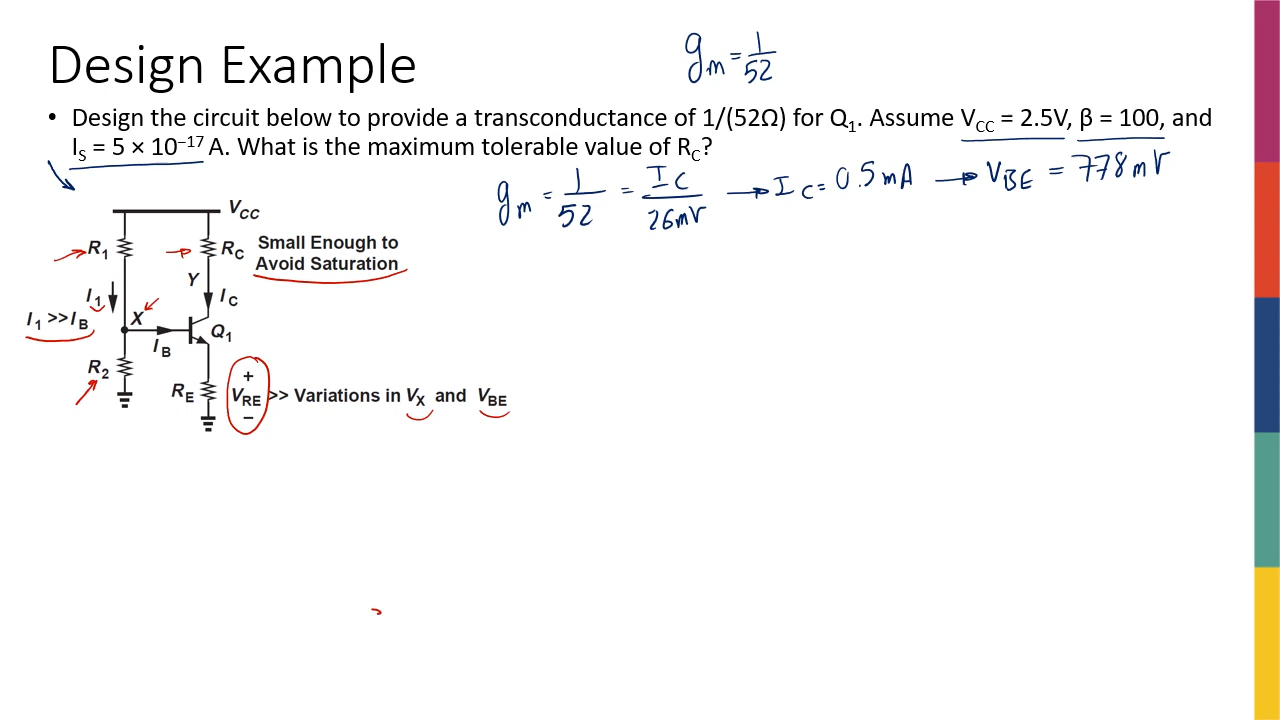 Design Example
gm = 1/52
• Design the circuit below to provide a transconductance of 1/(52Ω) for Q1. Assume VCC = 2.5V, β = 100, and
IS = 5 × 10–17 A. What is the maximum tolerable value of RC?
gm = 1/52 = IC/26mV → IC = 0.5mA → VBE = 778mV
VCC
R1
RC
Small Enough to
Avoid Saturation
Y
I1
IC
I1 >>IB
X
Q1
IB
R2
RE
+
VRE >> Variations in VX and VBE
–